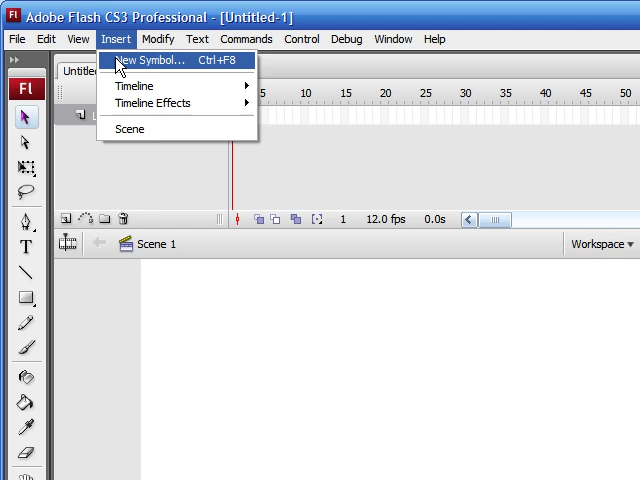 Adobe Flash CS3 Professional - [Untitled-1]
File Edit View Insert Modify Text Commands Control Debug Window Help
New Symbol... Ctrl+F8
Timeline
Timeline Effects
Scene
Fl
5 10 15 20 25 30 35 40 45 50
1 12.0 fps 0.0s
Scene 1 Workspace
T